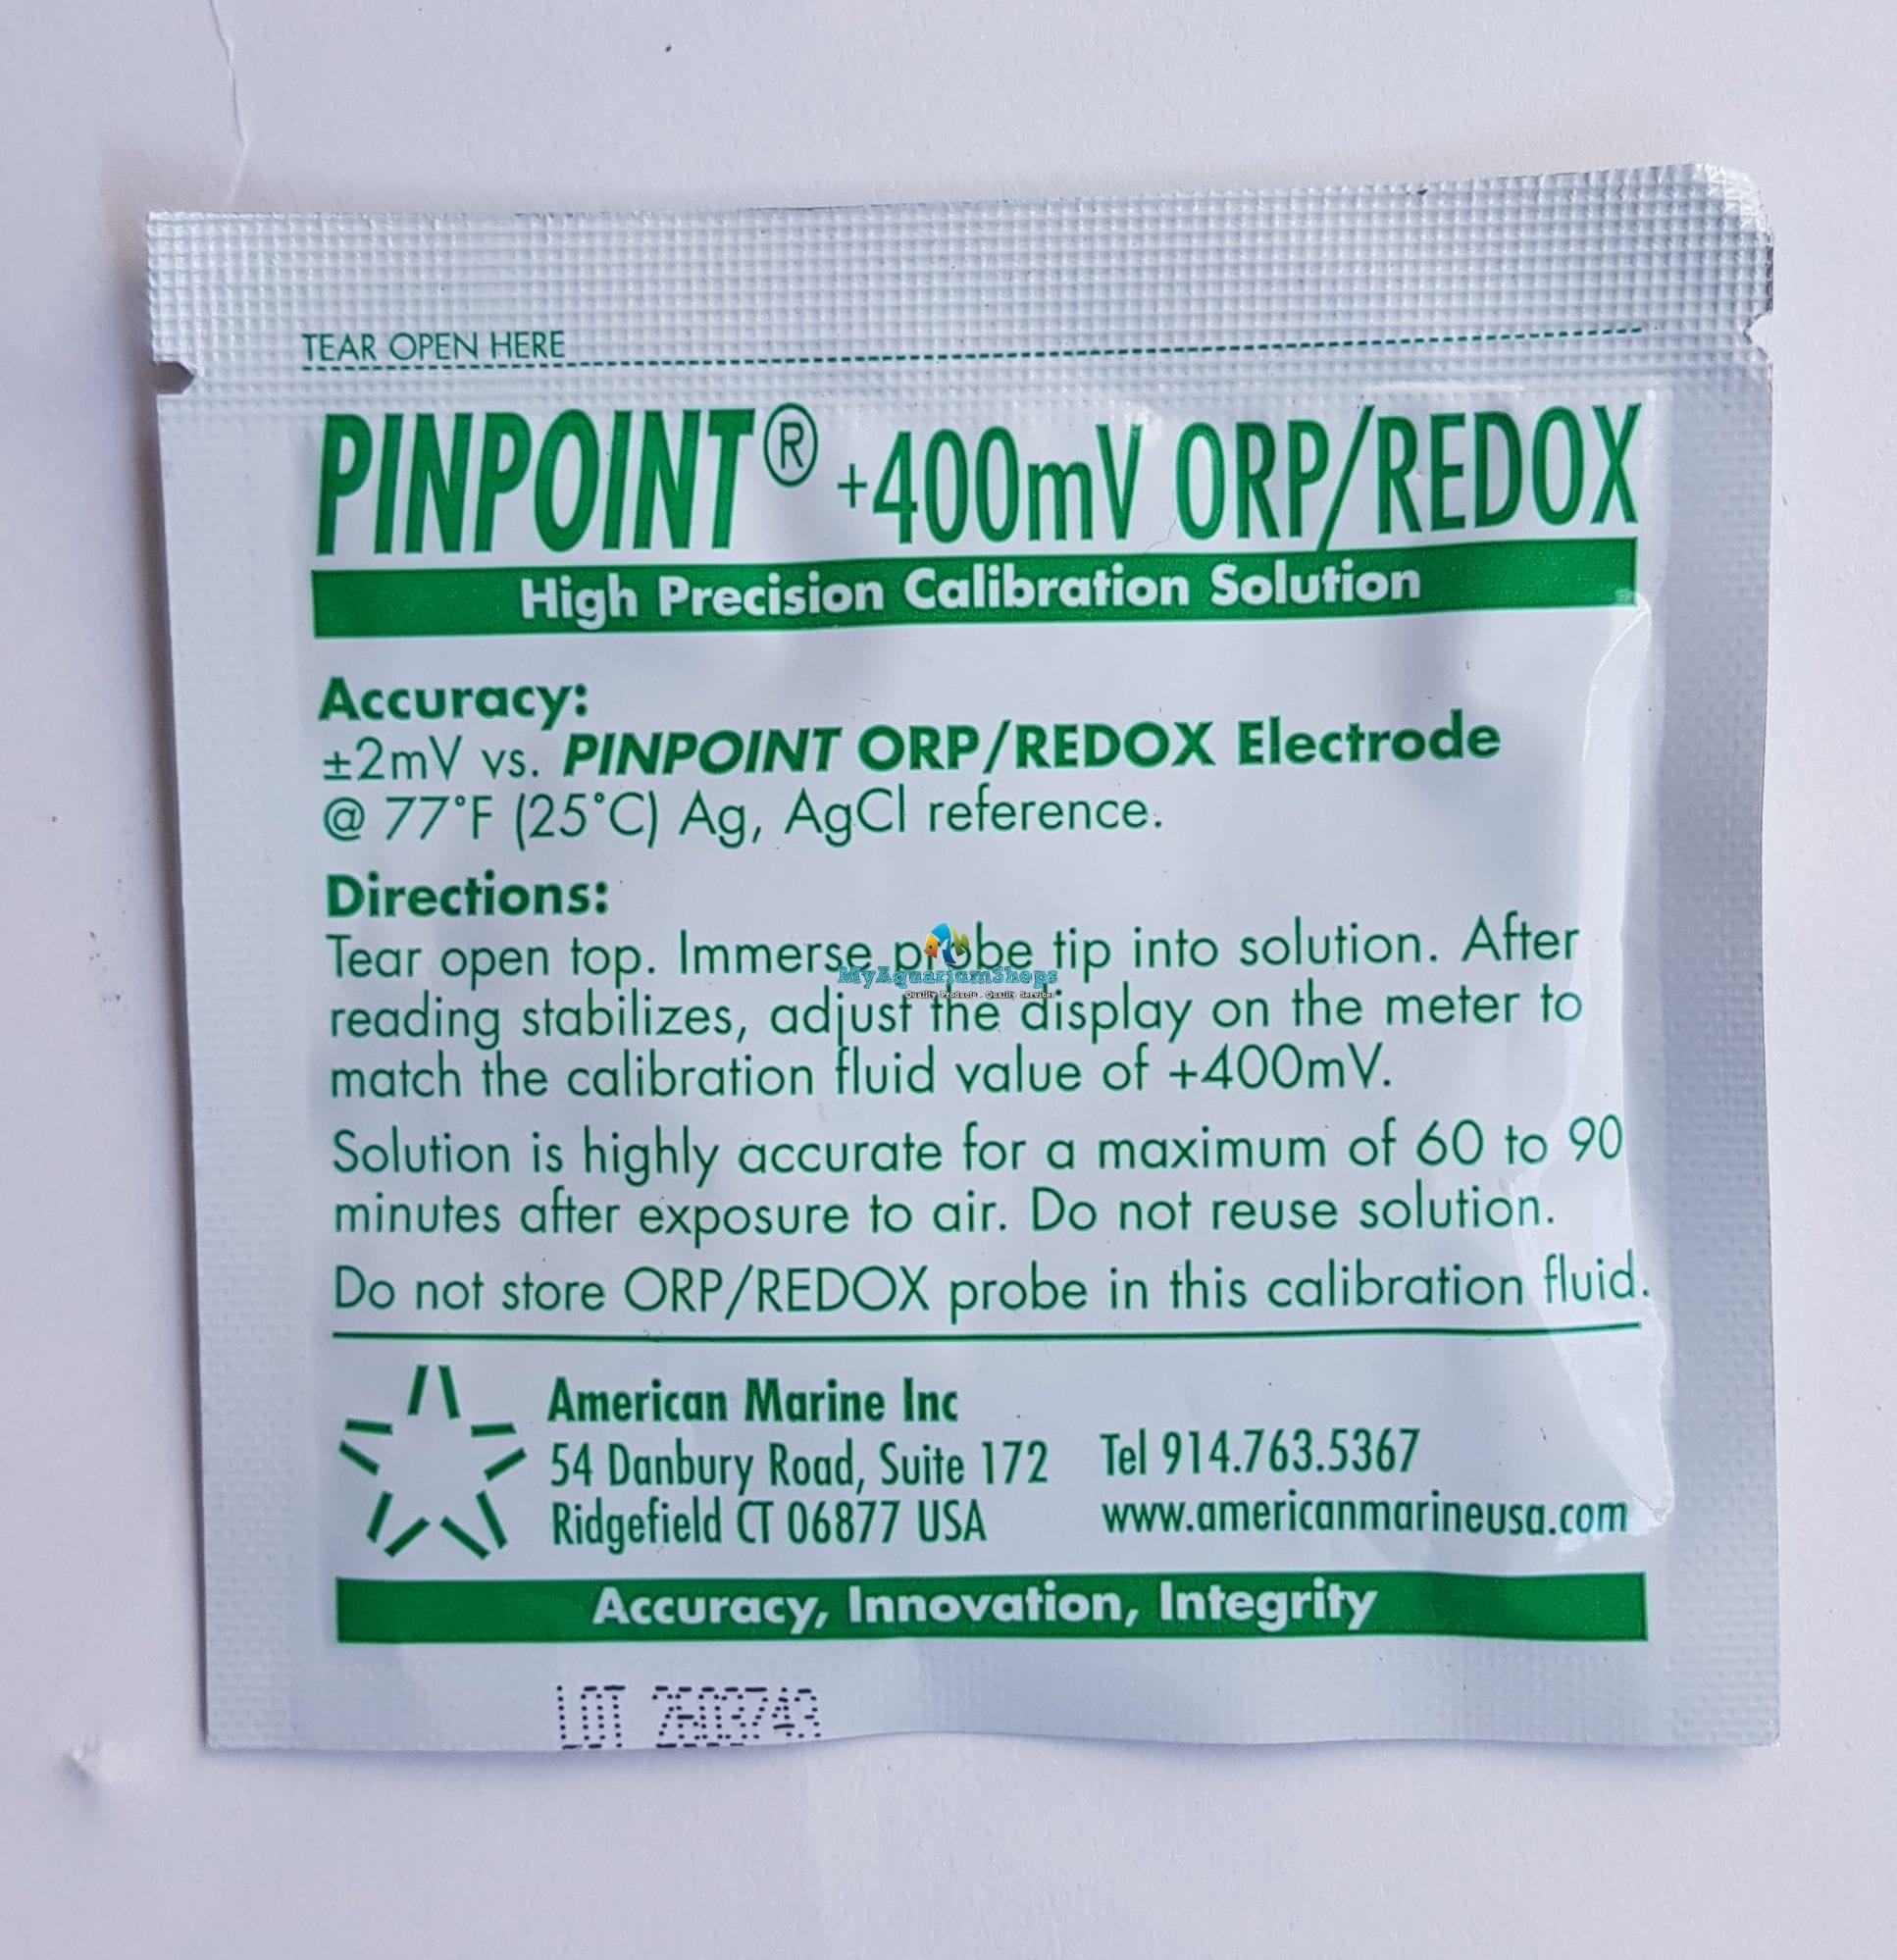 TEAR OPEN HERE
PINPOINT® +400mV ORP/REDOX
High Precision Calibration Solution
Accuracy:
±2mV vs. PINPOINT ORP/REDOX Electrode
@ 77°F (25°C) Ag, AgCl reference.
Directions:
Tear open top. Immerse probe tip into solution. After
MyAquariumShops
Quality Products . Quality Service
reading stabilizes, adjust the display on the meter to
match the calibration fluid value of +400mV.
Solution is highly accurate for a maximum of 60 to 90
minutes after exposure to air. Do not reuse solution.
Do not store ORP/REDOX probe in this calibration fluid.
American Marine Inc
54 Danbury Road, Suite 172 Tel 914.763.5367
Ridgefield CT 06877 USA www.americanmarineusa.com
Accuracy, Innovation, Integrity
LOT